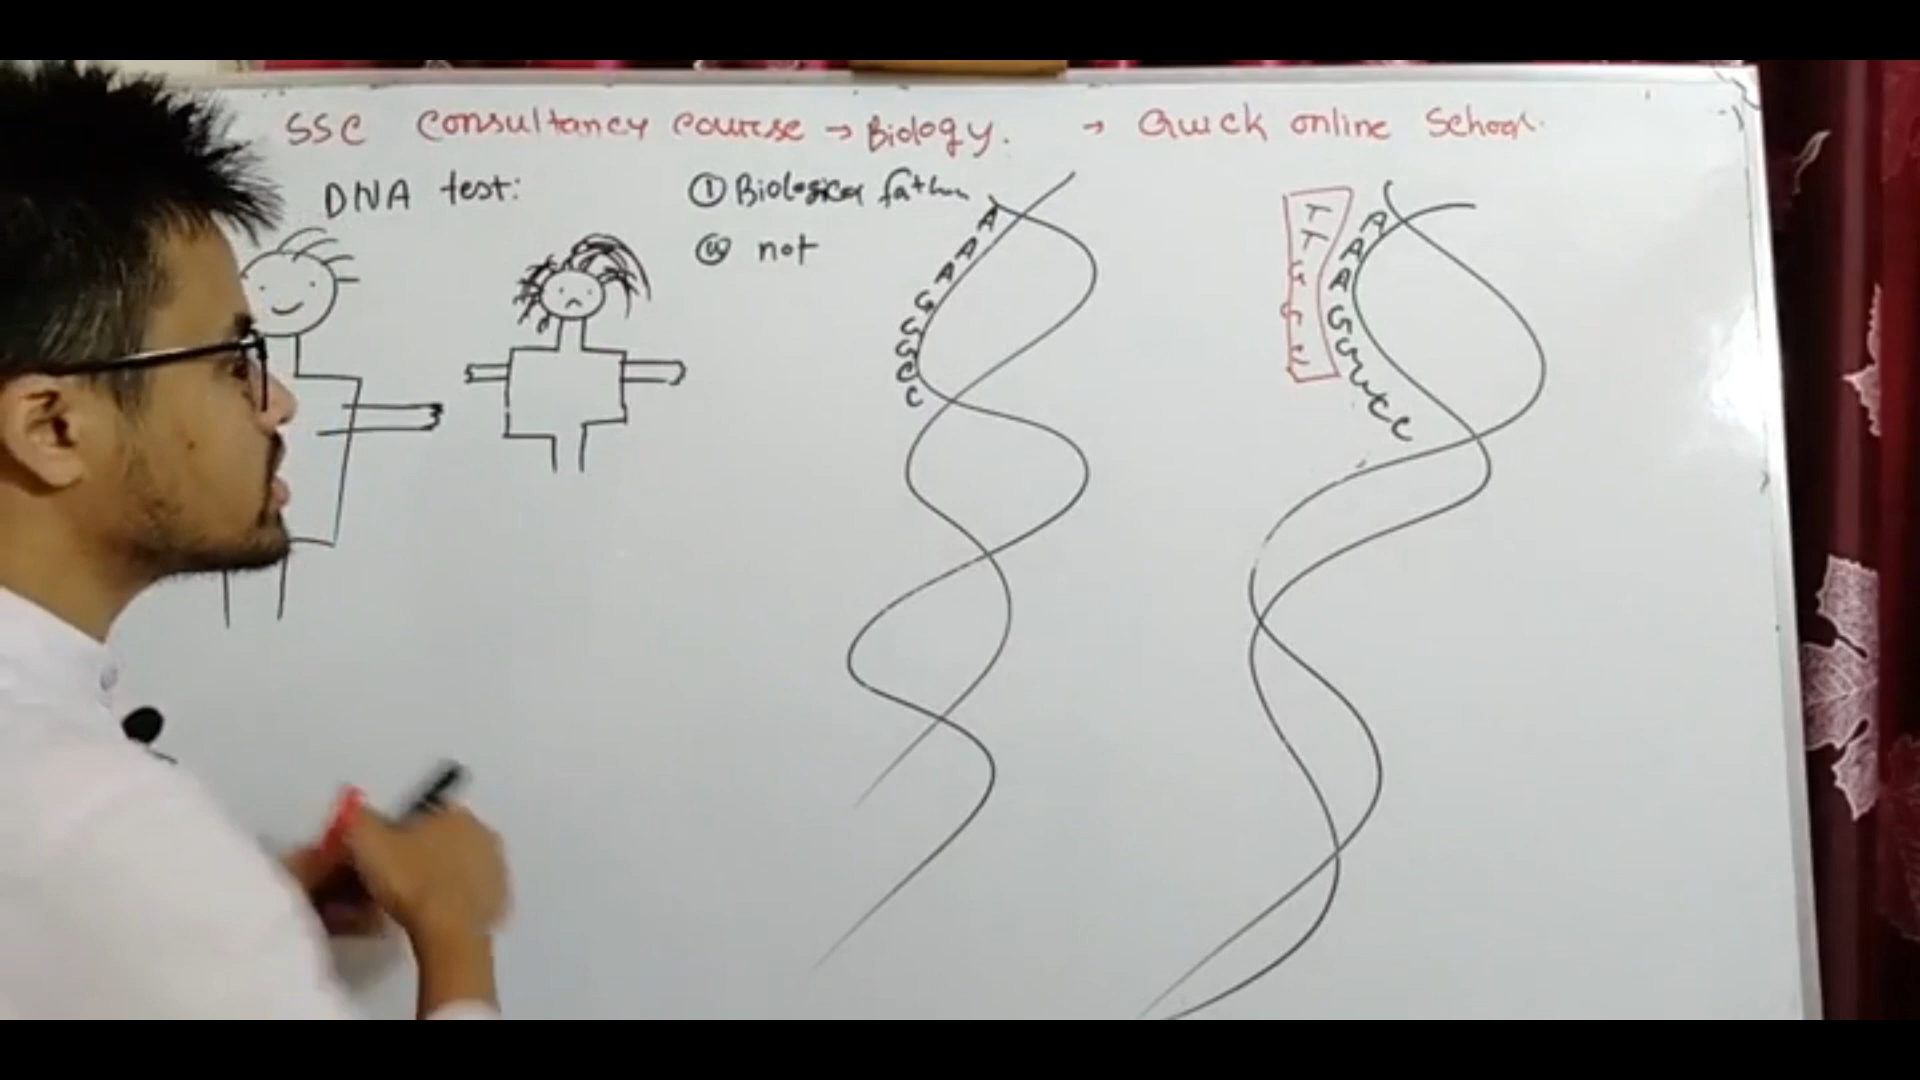 SSC Consultancy course → Biology. → Quick online School.
DNA test:
① Biological father
② not
A
A
A
G
G
G
C
C
T
T
G
G
C
A
A
A
G
G
C
C